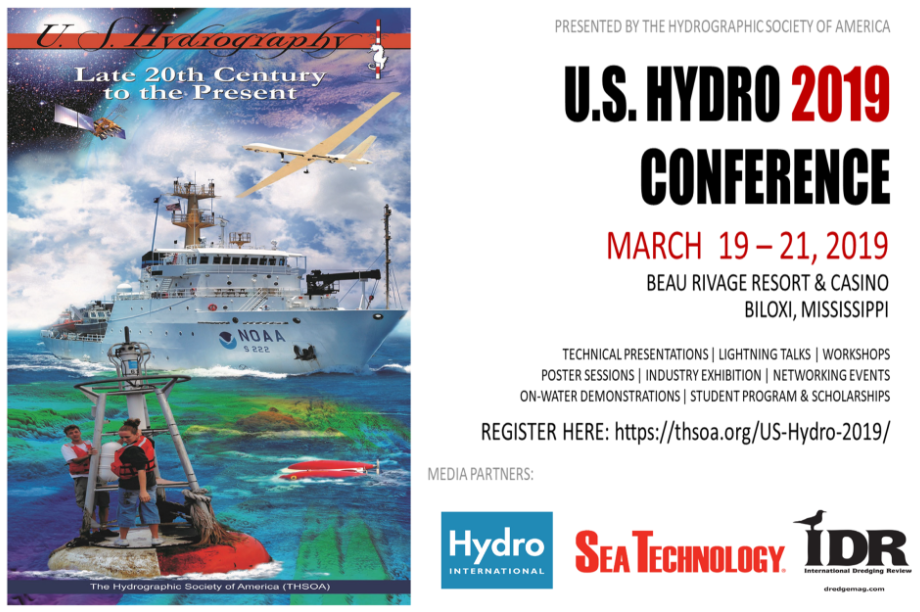 U. S. Hydrography
Late 20th Century
to the Present
NOAA
S 222
The Hydrographic Society of America (THSOA)
PRESENTED BY THE HYDROGRAPHIC SOCIETY OF AMERICA
U.S. HYDRO 2019
CONFERENCE
MARCH 19 – 21, 2019
BEAU RIVAGE RESORT & CASINO
BILOXI, MISSISSIPPI
TECHNICAL PRESENTATIONS | LIGHTNING TALKS | WORKSHOPS
POSTER SESSIONS | INDUSTRY EXHIBITION | NETWORKING EVENTS
ON-WATER DEMONSTRATIONS | STUDENT PROGRAM & SCHOLARSHIPS
REGISTER HERE: https://thsoa.org/US-Hydro-2019/
MEDIA PARTNERS:
Hydro
INTERNATIONAL
SEA TECHNOLOGY®
IDR
International Dredging Review
dredgemag.com